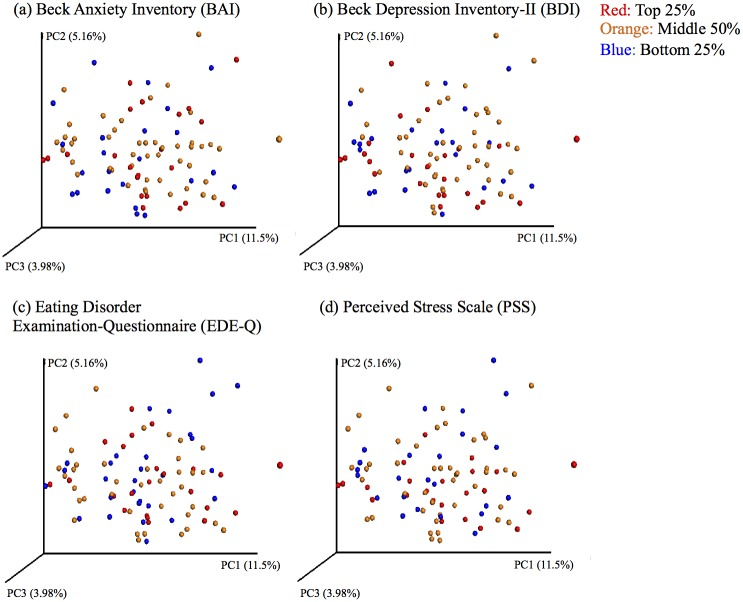 (a) Beck Anxiety Inventory (BAI)
(b) Beck Depression Inventory-II (BDI)
Red: Top 25%
Orange: Middle 50%
Blue: Bottom 25%
PC2 (5.16%)
PC1 (11.5%)
PC3 (3.98%)
PC2 (5.16%)
PC1 (11.5%)
PC3 (3.98%)
(c) Eating Disorder
Examination-Questionnaire (EDE-Q)
(d) Perceived Stress Scale (PSS)
PC2 (5.16%)
PC1 (11.5%)
PC3 (3.98%)
PC2 (5.16%)
PC1 (11.5%)
PC3 (3.98%)